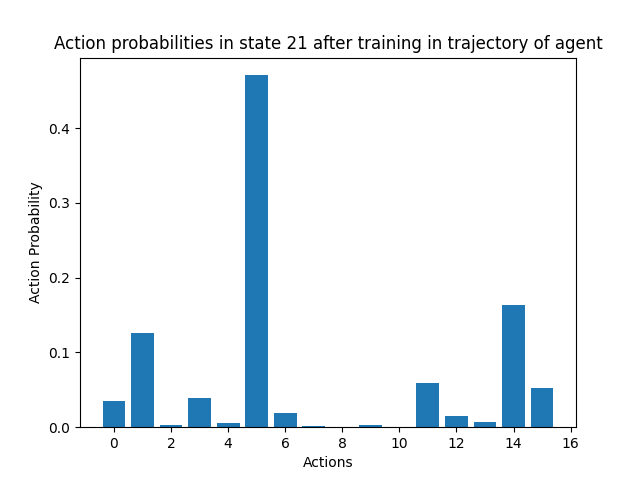 Action probabilities in state 21 after training in trajectory of agent
Action Probability
0.4
0.3
0.2
0.1
0.0
0 2 4 6 8 10 12 14 16
Actions